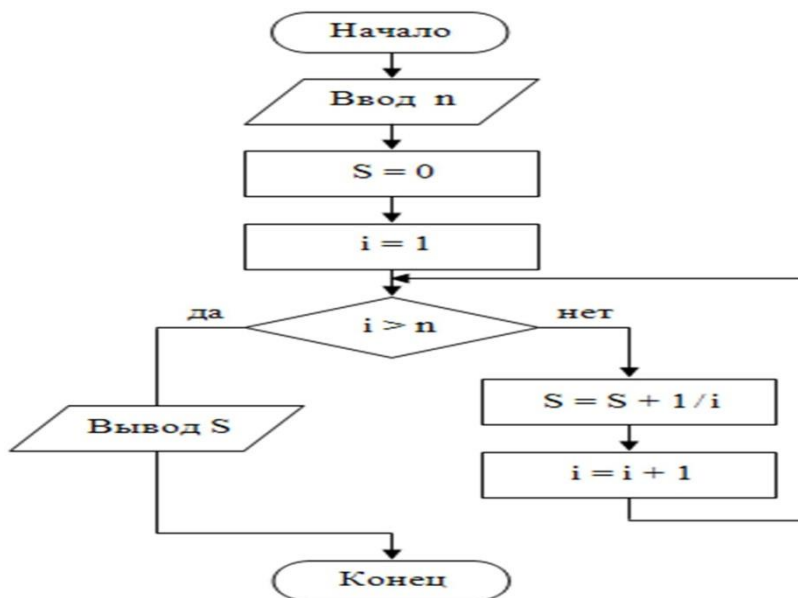 Начало
Ввод n
S = 0
i = 1
да
i > n
нет
S = S + 1/i
Вывод S
i = i + 1
Конец